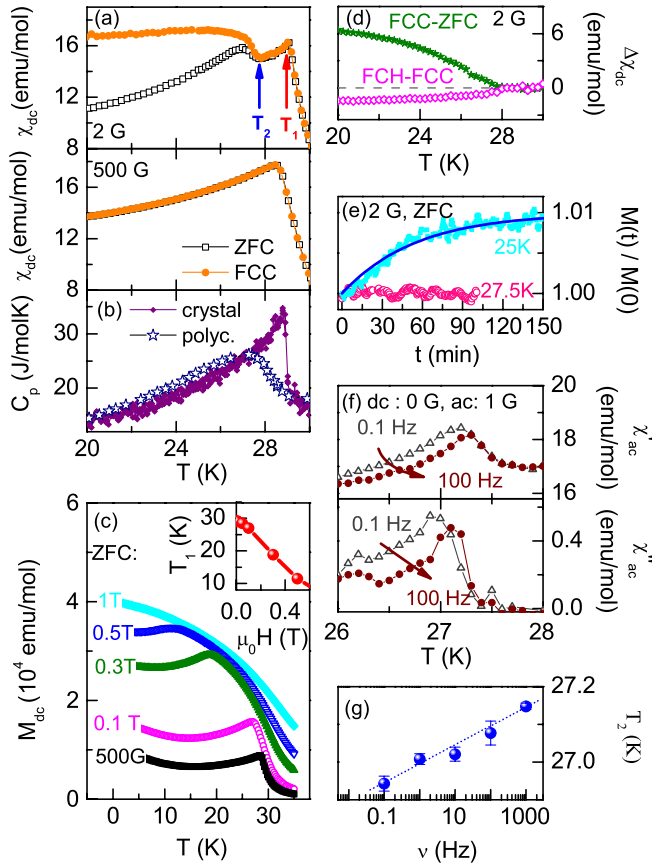 (a)
16
12
8
χdc(emu/mol)
2 G
T2
T1
500 G
16
12
8
χdc(emu/mol)
ZFC
FCC
(b)
crystal
polyc.
30
20
Cp (J/molK)
20 24 28
T (K)
(c)
ZFC:
1T
0.5T
0.3T
0.1 T
500G
6
4
2
0
Mdc (10⁴ emu/mol)
0 10 20 30
T (K)
30
20
10
T1 (K)
0.0 0.4
μ0H (T)
(d)
FCC-ZFC
2 G
FCH-FCC
6
0
Δχdc
(emu/mol)
20 24 28
T (K)
(e) 2 G, ZFC
25K
27.5K
1.01
1.00
M(t) / M(0)
0 30 60 90 120 150
t (min)
(f) dc : 0 G, ac: 1 G
0.1 Hz
100 Hz
20
18
16
χ'ac
(emu/mol)
0.1 Hz
100 Hz
0.4
0.0
χ''ac
(emu/mol)
26 27 28
T (K)
(g)
27.2
27.0
T2 (K)
0.1 1 10 100 1000
ν (Hz)